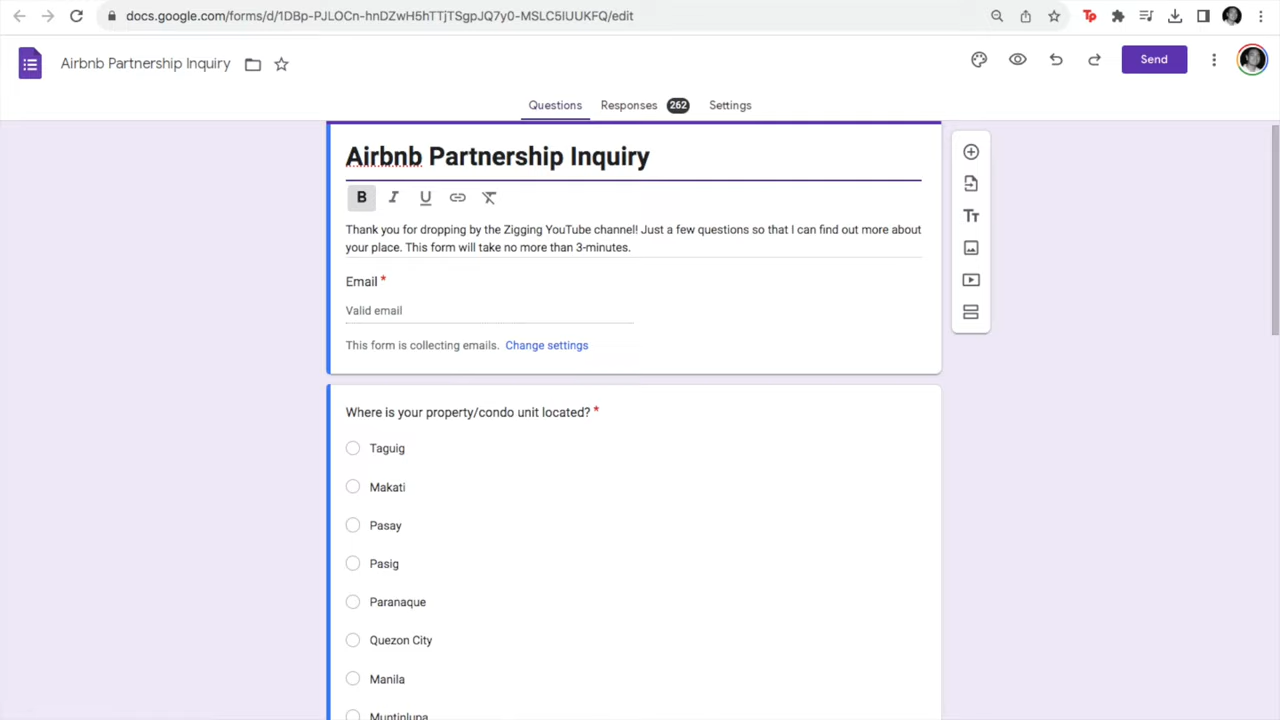 docs.google.com/forms/d/1DBp-PJLOCn-hnDZwH5hTTjTSgpJQ7y0-MSLC5IUUKFQ/edit
Tp
Airbnb Partnership Inquiry
Send
Questions
Responses 262
Settings
Airbnb Partnership Inquiry
B I U
Thank you for dropping by the Zigging YouTube channel! Just a few questions so that I can find out more about
your place. This form will take no more than 3-minutes.
Email *
Valid email
This form is collecting emails. Change settings
Where is your property/condo unit located? *
Taguig
Makati
Pasay
Pasig
Paranaque
Quezon City
Manila
Muntinlupa
Tt